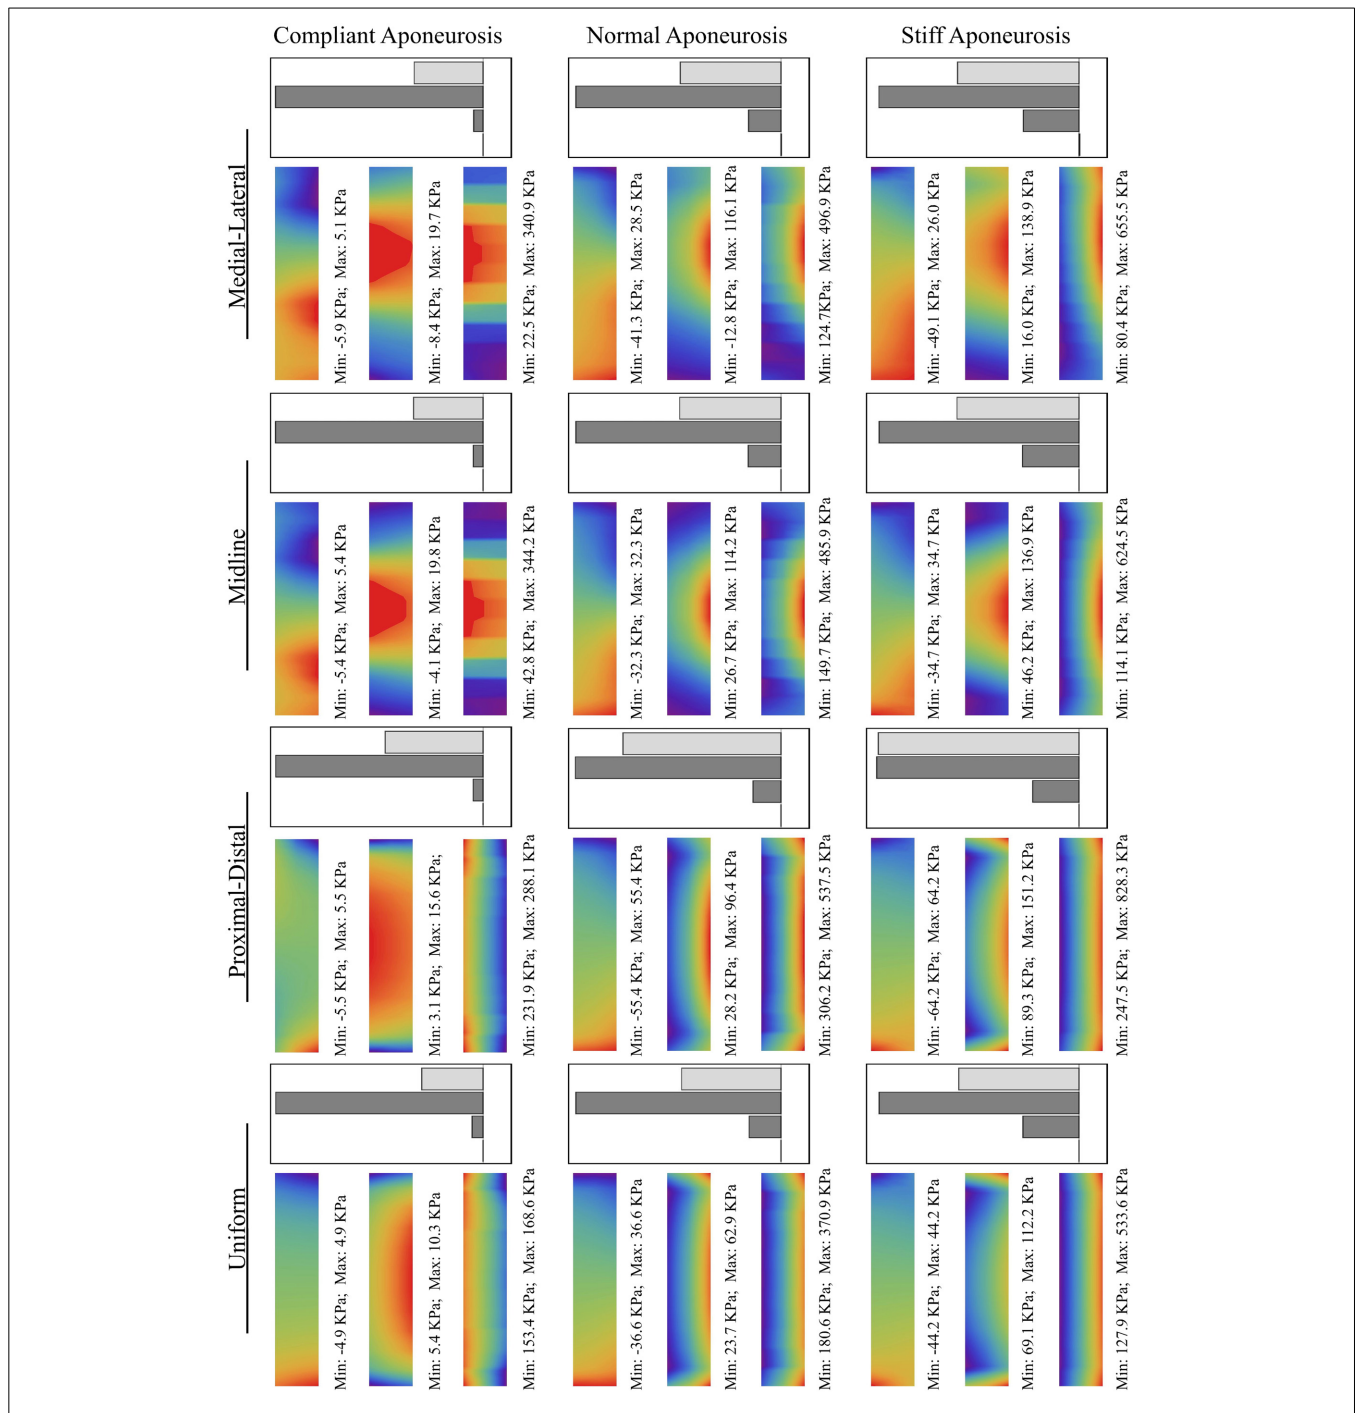 Compliant Aponeurosis
Normal Aponeurosis
Stiff Aponeurosis
Medial-Lateral
Min: -5.9 KPa; Max: 5.1 KPa
Min: -8.4 KPa; Max: 19.7 KPa
Min: 22.5 KPa; Max: 340.9 KPa
Min: -41.3 KPa; Max: 28.5 KPa
Min: -12.8 KPa; Max: 116.1 KPa
Min: 124.7KPa; Max: 496.9 KPa
Min: -49.1 KPa; Max: 26.0 KPa
Min: 16.0 KPa; Max: 138.9 KPa
Min: 80.4 KPa; Max: 655.5 KPa
Midline
Min: -5.4 KPa; Max: 5.4 KPa
Min: -4.1 KPa; Max: 19.8 KPa
Min: 42.8 KPa; Max: 344.2 KPa
Min: -32.3 KPa; Max: 32.3 KPa
Min: 26.7 KPa; Max: 114.2 KPa
Min: 149.7 KPa; Max: 485.9 KPa
Min: -34.7 KPa; Max: 34.7 KPa
Min: 46.2 KPa; Max: 136.9 KPa
Min: 114.1 KPa; Max: 624.5 KPa
Proximal-Distal
Min: -5.5 KPa; Max: 5.5 KPa
Min: 3.1 KPa; Max: 15.6 KPa;
Min: 231.9 KPa; Max: 288.1 KPa
Min: -55.4 KPa; Max: 55.4 KPa
Min: 28.2 KPa; Max: 96.4 KPa
Min: 306.2 KPa; Max: 537.5 KPa
Min: -64.2 KPa; Max: 64.2 KPa
Min: 89.3 KPa; Max: 151.2 KPa
Min: 247.5 KPa; Max: 828.3 KPa
Uniform
Min: -4.9 KPa; Max: 4.9 KPa
Min: 5.4 KPa; Max: 10.3 KPa
Min: 153.4 KPa; Max: 168.6 KPa
Min: -36.6 KPa; Max: 36.6 KPa
Min: 23.7 KPa; Max: 62.9 KPa
Min: 180.6 KPa; Max: 370.9 KPa
Min: -44.2 KPa; Max: 44.2 KPa
Min: 69.1 KPa; Max: 112.2 KPa
Min: 127.9 KPa; Max: 533.6 KPa